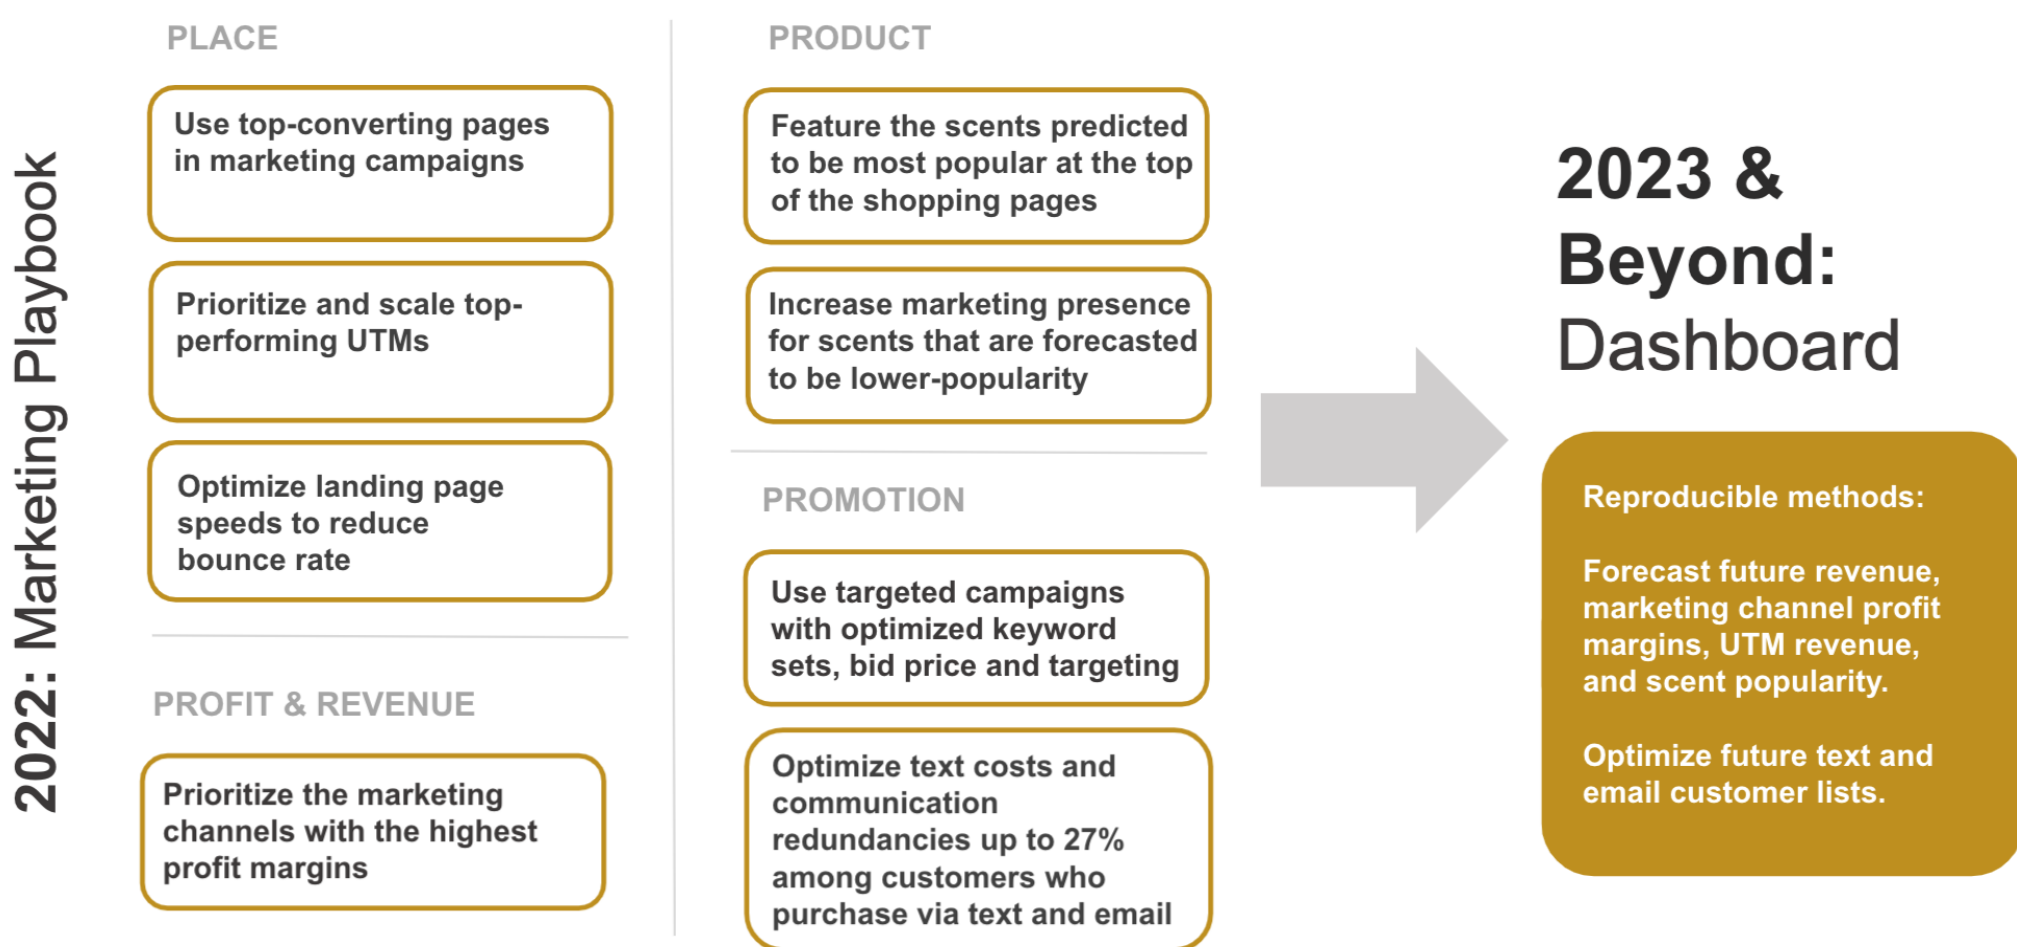 2022: Marketing Playbook
PLACE
Use top-converting pages
in marketing campaigns
Prioritize and scale top-
performing UTMs
Optimize landing page
speeds to reduce
bounce rate
PROFIT & REVENUE
Prioritize the marketing
channels with the highest
profit margins
PRODUCT
Feature the scents predicted
to be most popular at the top
of the shopping pages
Increase marketing presence
for scents that are forecasted
to be lower-popularity
PROMOTION
Use targeted campaigns
with optimized keyword
sets, bid price and targeting
Optimize text costs and
communication
redundancies up to 27%
among customers who
purchase via text and email
2023 &
Beyond:
Dashboard
Reproducible methods:
Forecast future revenue,
marketing channel profit
margins, UTM revenue,
and scent popularity.
Optimize future text and
email customer lists.